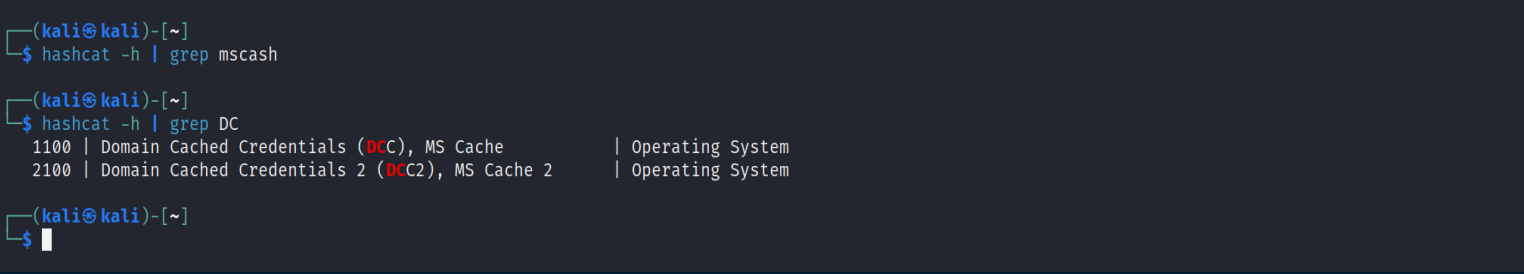 ┌──(kali㉿kali)-[~]
└─$ hashcat -h | grep mscash
┌──(kali㉿kali)-[~]
└─$ hashcat -h | grep DC
1100 | Domain Cached Credentials (DCC), MS Cache | Operating System
2100 | Domain Cached Credentials 2 (DCC2), MS Cache 2 | Operating System
┌──(kali㉿kali)-[~]
└─$